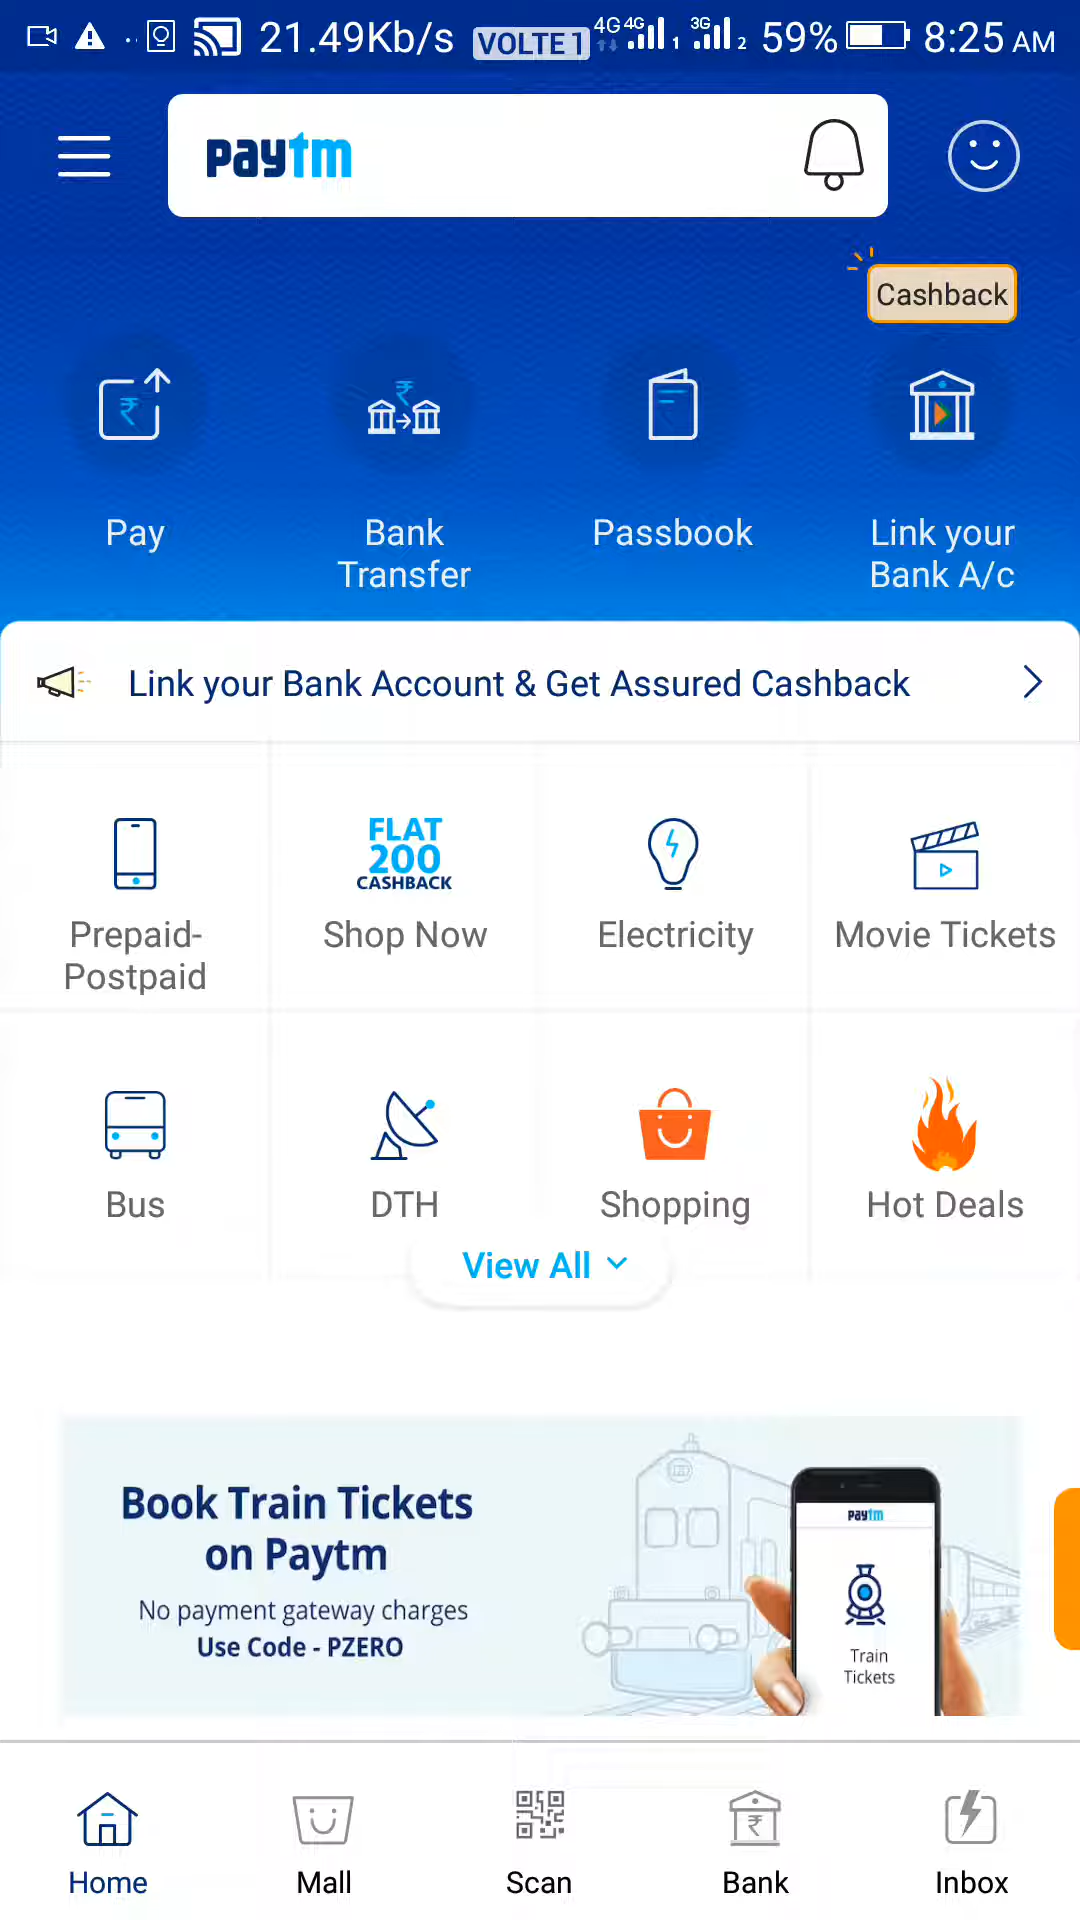 21.49Kb/s VOLTE 1 4G 4G 1 3G 2 59% 8:25 AM
paytm
Cashback
Pay
Bank
Transfer
Passbook
Link your
Bank A/c
Link your Bank Account & Get Assured Cashback
Prepaid-
Postpaid
FLAT
200
CASHBACK
Shop Now
Electricity
Movie Tickets
Bus
DTH
Shopping
Hot Deals
View All
Book Train Tickets
on Paytm
No payment gateway charges
Use Code - PZERO
paytm
Train
Tickets
Home
Mall
Scan
Bank
Inbox